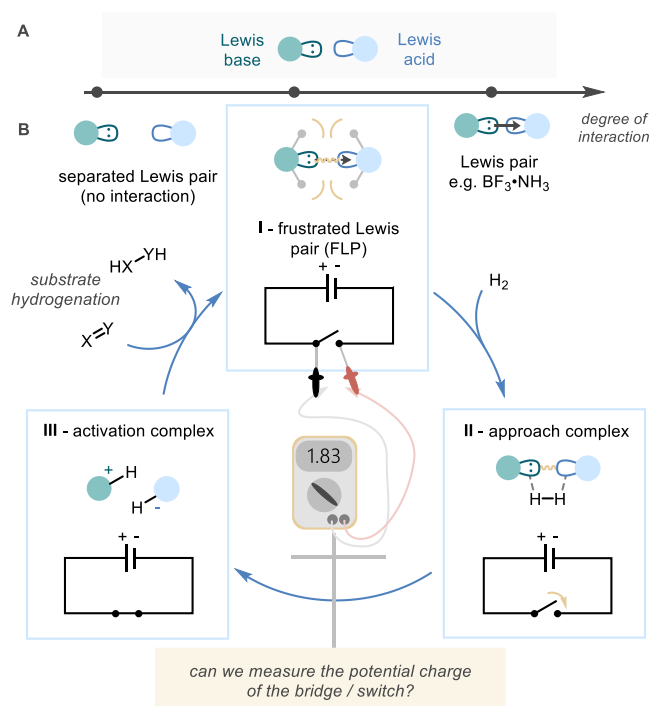 A
Lewis
base
Lewis
acid
B
degree of
interaction
separated Lewis pair
(no interaction)
Lewis pair
e.g. BF₃•NH₃
I - frustrated Lewis
pair (FLP)
+ -
HX YH
substrate
hydrogenation
X=Y
H₂
III - activation complex
+
H
H
-
+ -
1.83
II - approach complex
H–H
+ -
can we measure the potential charge
of the bridge / switch?